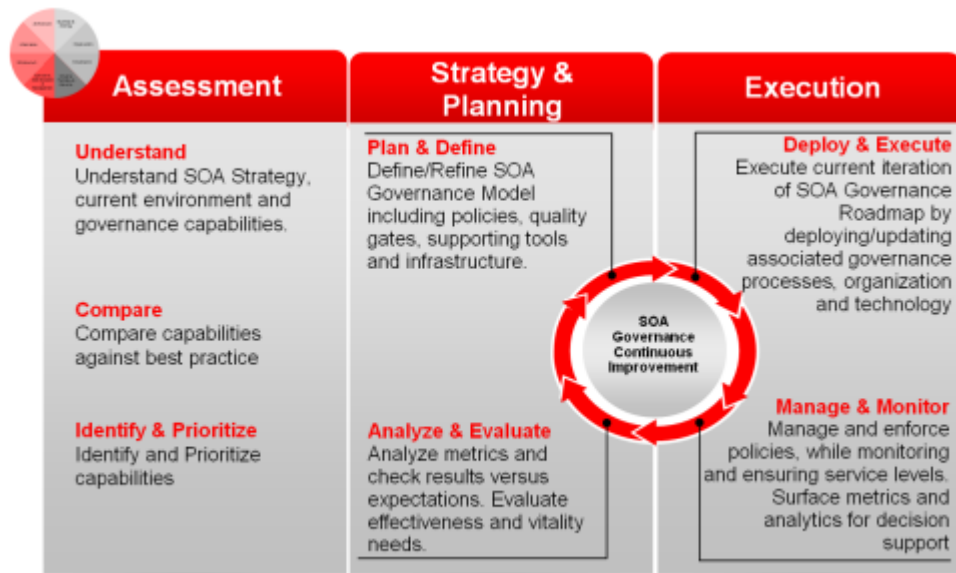 Assessment
Understand
Understand SOA Strategy,
current environment and
governance capabilities.
Compare
Compare capabilities
against best practice
Identify & Prioritize
Identify and Prioritize
capabilities
Strategy &
Planning
Plan & Define
Define/Refine SOA
Governance Model
including policies, quality
gates, supporting tools
and infrastructure.
Analyze & Evaluate
Analyze metrics and
check results versus
expectations. Evaluate
effectiveness and vitality
needs.
SOA
Governance
Continuous
Improvement
Execution
Deploy & Execute
Execute current iteration
of SOA Governance
Roadmap by
deploying/updating
associated governance
processes, organization
and technology
Manage & Monitor
Manage and enforce
policies, while monitoring
and ensuring service levels.
Surface metrics and
analytics for decision
support